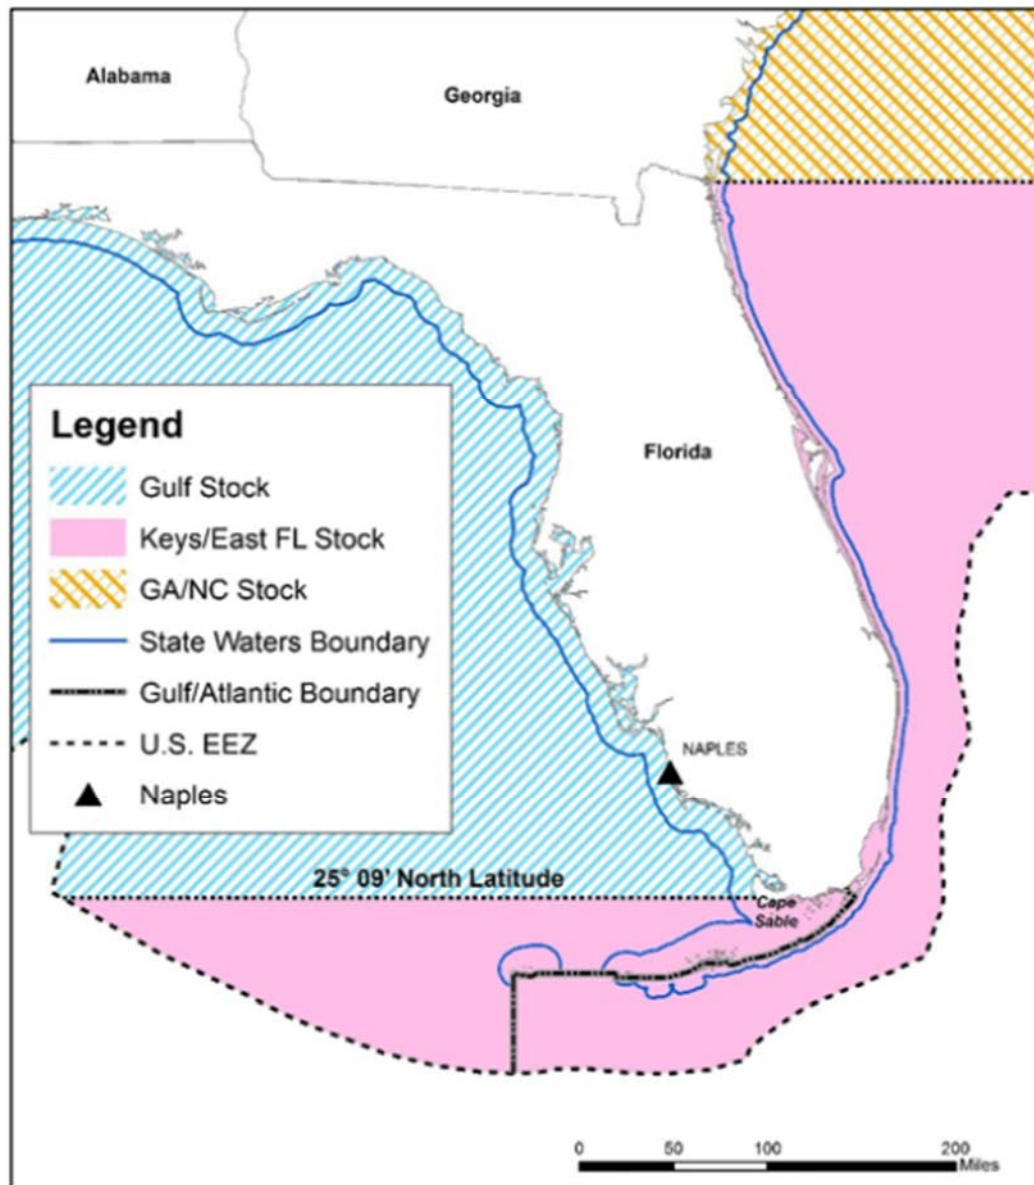 Alabama
Georgia
Florida
Legend
Gulf Stock
Keys/East FL Stock
GA/NC Stock
State Waters Boundary
Gulf/Atlantic Boundary
U.S. EEZ
Naples
NAPLES
25° 09' North Latitude
Cape
Sable
0 50 100 200
Miles